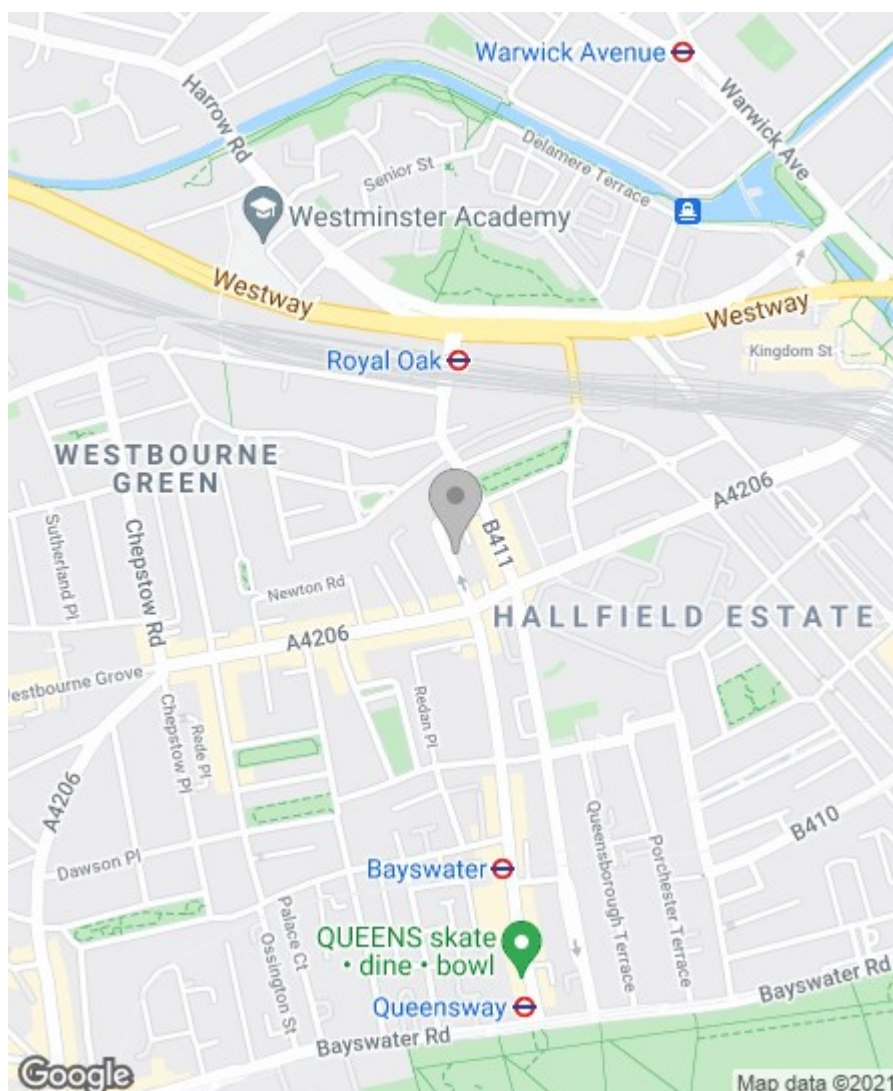 Warwick Avenue
Warwick Ave
Harrow Rd
Delamere Terrace
Senior St
Westminster Academy
Westway
Westway
Kingdom St
Royal Oak
WESTBOURNE
GREEN
A4206
Sutherland Pl
Chepstow Rd
B411
Newton Rd
HALLFIELD ESTATE
A4206
Westbourne Grove
Chepstow Pl
Rede Pl
Redan Pl
A4206
B410
Dawson Pl
Bayswater
Queensborough Terrace
Porchester Terrace
Palace Ct
Ossington St
QUEENS skate
• dine • bowl
Queensway
Bayswater Rd
Bayswater Rd
Google
Map data ©202